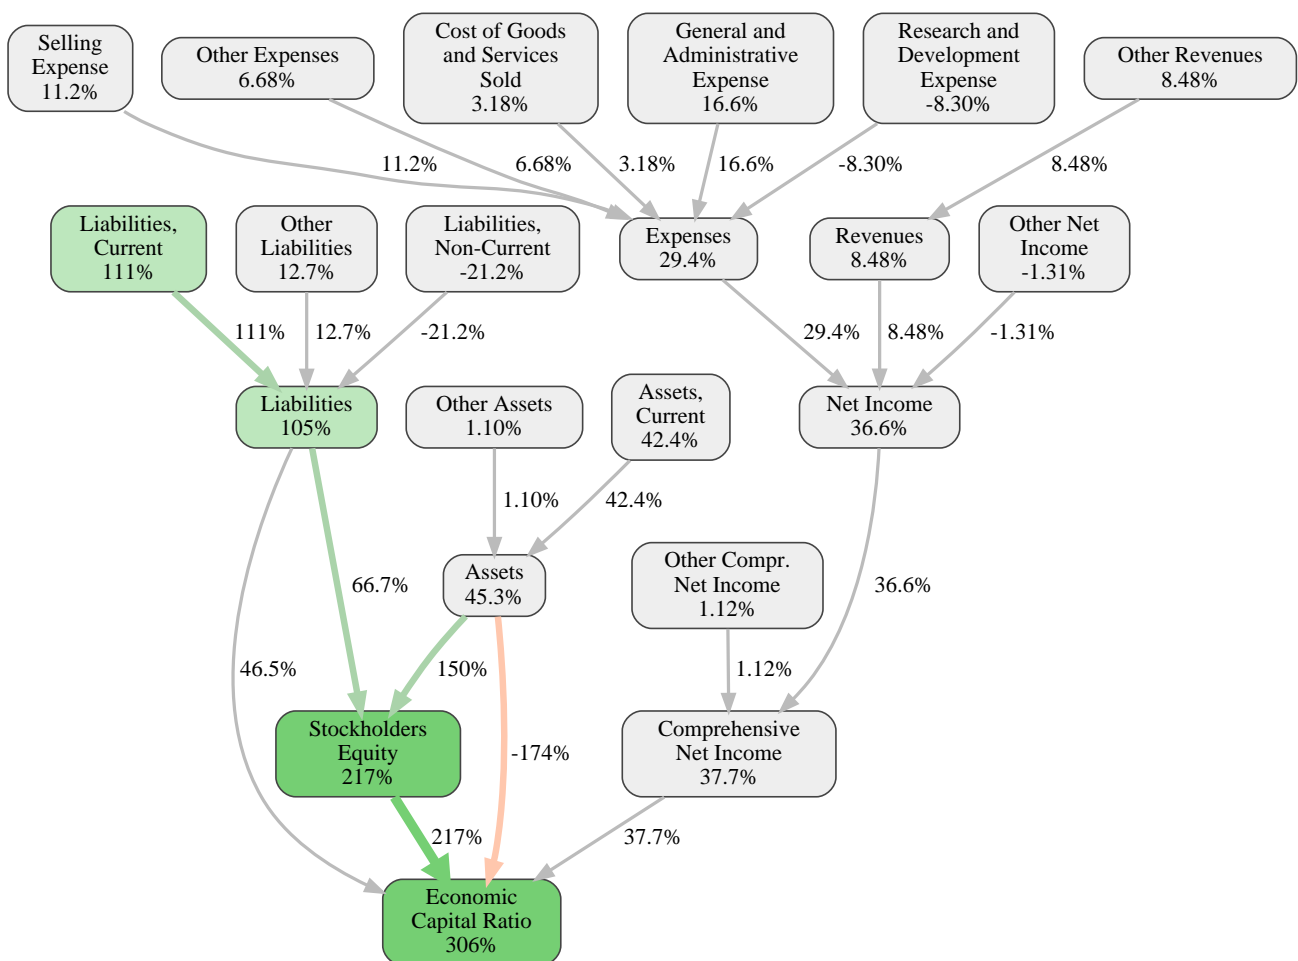 Selling
Expense
11.2%
Other Expenses
6.68%
Cost of Goods
and Services
Sold
3.18%
General and
Administrative
Expense
16.6%
Research and
Development
Expense
-8.30%
Other Revenues
8.48%
11.2%
6.68%
3.18%
16.6%
-8.30%
8.48%
Liabilities,
Current
111%
Other
Liabilities
12.7%
Liabilities,
Non-Current
-21.2%
Expenses
29.4%
Revenues
8.48%
Other Net
Income
-1.31%
111%
12.7%
-21.2%
29.4%
8.48%
-1.31%
Liabilities
105%
Other Assets
1.10%
Assets,
Current
42.4%
Net Income
36.6%
1.10%
42.4%
Assets
45.3%
Other Compr.
Net Income
1.12%
66.7%
36.6%
46.5%
150%
1.12%
Stockholders
Equity
217%
-174%
Comprehensive
Net Income
37.7%
217%
37.7%
Economic
Capital Ratio
306%